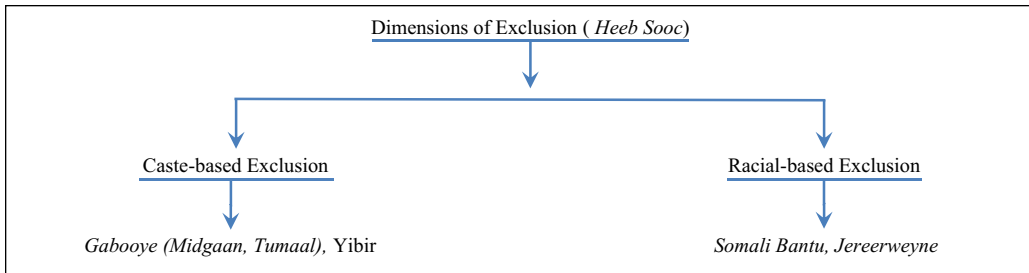 Dimensions of Exclusion ( Heeb Sooc)
Caste-based Exclusion
Racial-based Exclusion
Gabooye (Midgaan, Tumaal), Yibir
Somali Bantu, Jereerweyne